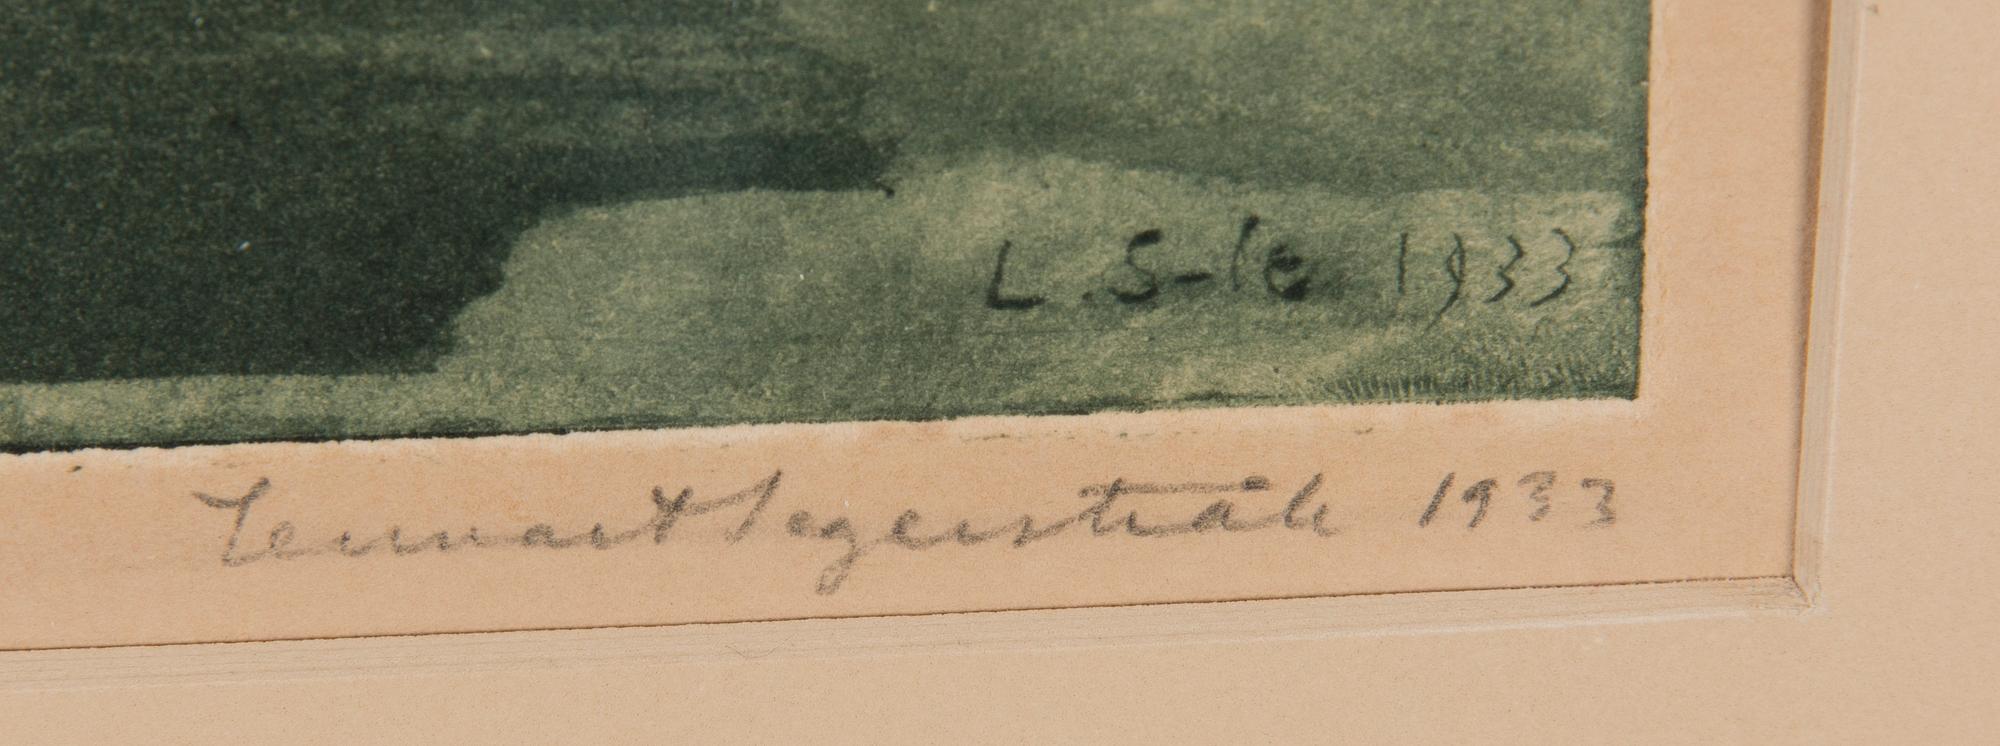 L.S-le 1933
Lennart Segerstråle 1933